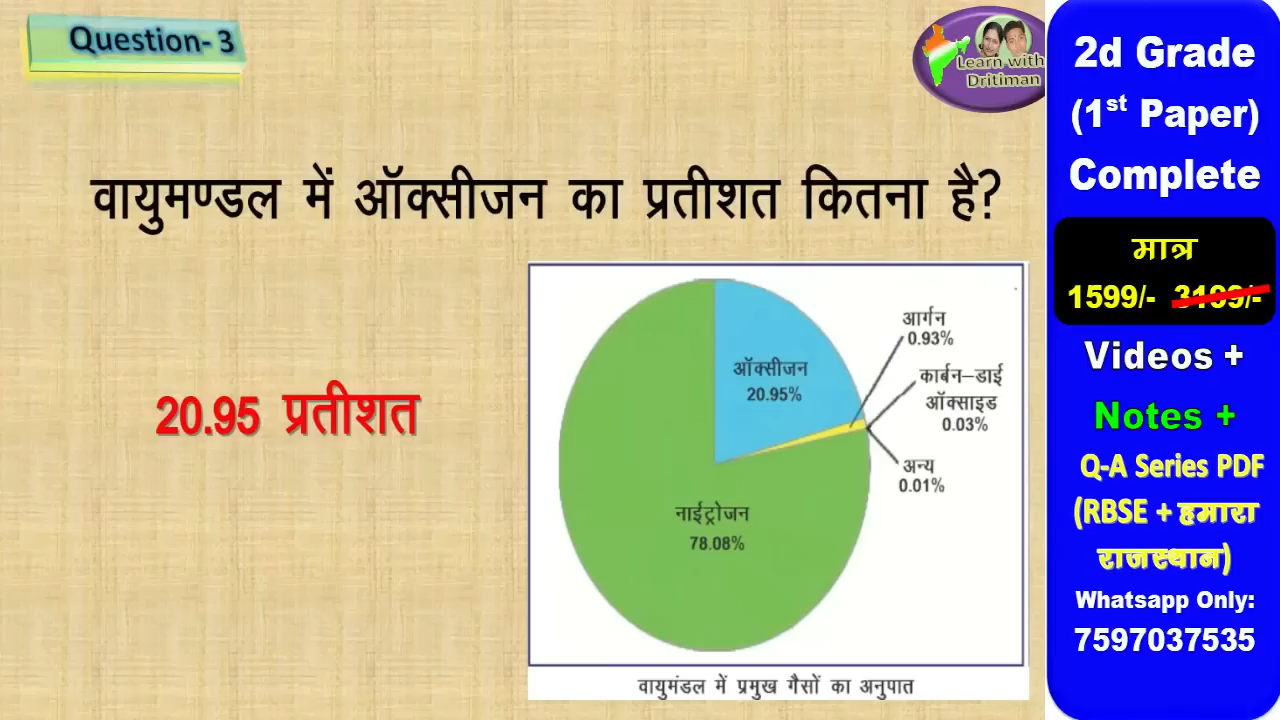 Question- 3
Learn with
Dritiman
वायुमण्डल में ऑक्सीजन का प्रतीशत कितना है?
20.95 प्रतीशत
ऑक्सीजन
20.95%
आर्गन
0.93%
कार्बन–डाई
ऑक्साइड
0.03%
अन्य
0.01%
नाईट्रोजन
78.08%
वायुमंडल में प्रमुख गैसों का अनुपात
2d Grade
(1st Paper)
Complete
मात्र
1599/- 3199/-
Videos +
Notes +
Q-A Series PDF
(RBSE + हमारा
राजस्थान)
Whatsapp Only:
7597037535